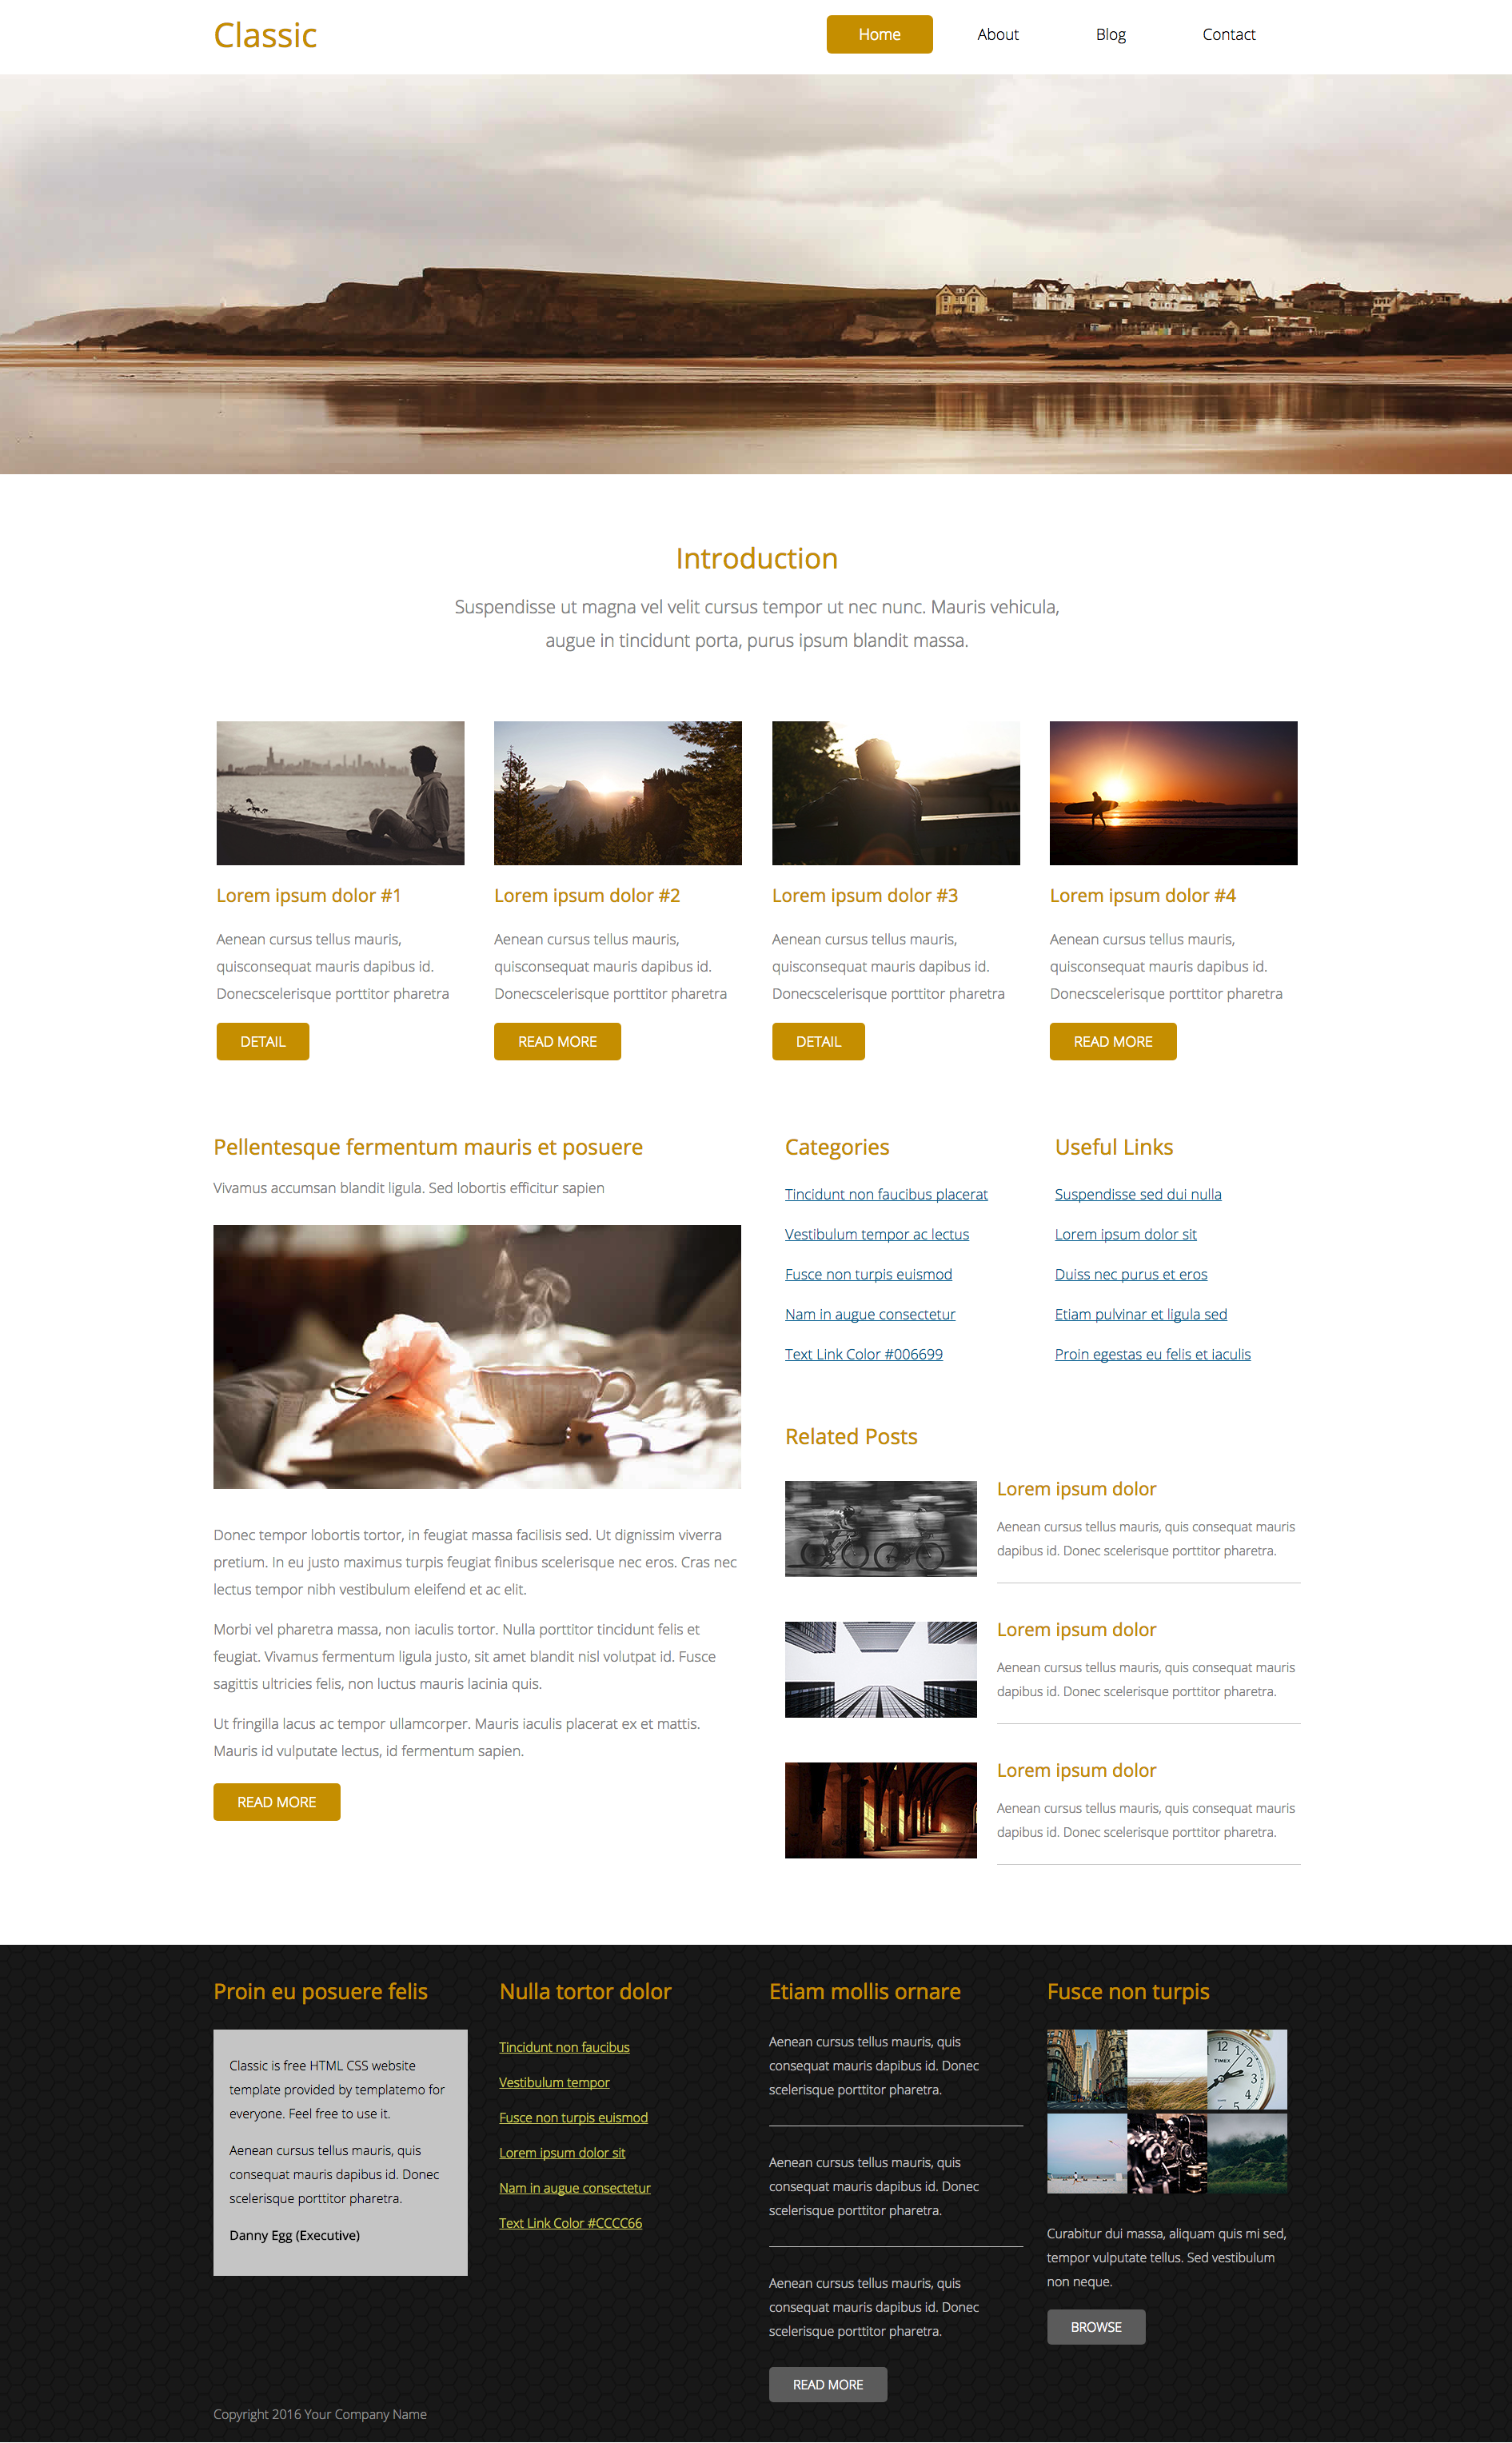 Classic
Home
About
Blog
Contact
Introduction
Suspendisse ut magna vel velit cursus tempor ut nec nunc. Mauris vehicula,
augue in tincidunt porta, purus ipsum blandit massa.
Lorem ipsum dolor #1
Aenean cursus tellus mauris,
quisconsequat mauris dapibus id.
Donecscelerisque porttitor pharetra
DETAIL
Lorem ipsum dolor #2
Aenean cursus tellus mauris,
quisconsequat mauris dapibus id.
Donecscelerisque porttitor pharetra
READ MORE
Lorem ipsum dolor #3
Aenean cursus tellus mauris,
quisconsequat mauris dapibus id.
Donecscelerisque porttitor pharetra
DETAIL
Lorem ipsum dolor #4
Aenean cursus tellus mauris,
quisconsequat mauris dapibus id.
Donecscelerisque porttitor pharetra
READ MORE
Pellentesque fermentum mauris et posuere
Vivamus accumsan blandit ligula. Sed lobortis efficitur sapien
Donec tempor lobortis tortor, in feugiat massa facilisis sed. Ut dignissim viverra
pretium. In eu justo maximus turpis feugiat finibus scelerisque nec eros. Cras nec
lectus tempor nibh vestibulum eleifend et ac elit.
Morbi vel pharetra massa, non iaculis tortor. Nulla porttitor tincidunt felis et
feugiat. Vivamus fermentum ligula justo, sit amet blandit nisl volutpat id. Fusce
sagittis ultricies felis, non luctus mauris lacinia quis.
Ut fringilla lacus ac tempor ullamcorper. Mauris iaculis placerat ex et mattis.
Mauris id vulputate lectus, id fermentum sapien.
READ MORE
Categories
Tincidunt non faucibus placerat
Vestibulum tempor ac lectus
Fusce non turpis euismod
Nam in augue consectetur
Text Link Color #006699
Useful Links
Suspendisse sed dui nulla
Lorem ipsum dolor sit
Duiss nec purus et eros
Etiam pulvinar et ligula sed
Proin egestas eu felis et iaculis
Related Posts
Lorem ipsum dolor
Aenean cursus tellus mauris, quis consequat mauris
dapibus id. Donec scelerisque porttitor pharetra.
Lorem ipsum dolor
Aenean cursus tellus mauris, quis consequat mauris
dapibus id. Donec scelerisque porttitor pharetra.
Lorem ipsum dolor
Aenean cursus tellus mauris, quis consequat mauris
dapibus id. Donec scelerisque porttitor pharetra.
Proin eu posuere felis
Classic is free HTML CSS website
template provided by templatemo for
everyone. Feel free to use it.
Aenean cursus tellus mauris, quis
consequat mauris dapibus id. Donec
scelerisque porttitor pharetra.
Danny Egg (Executive)
Nulla tortor dolor
Tincidunt non faucibus
Vestibulum tempor
Fusce non turpis euismod
Lorem ipsum dolor sit
Nam in augue consectetur
Text Link Color #CCCC66
Etiam mollis ornare
Aenean cursus tellus mauris, quis
consequat mauris dapibus id. Donec
scelerisque porttitor pharetra.
Aenean cursus tellus mauris, quis
consequat mauris dapibus id. Donec
scelerisque porttitor pharetra.
Aenean cursus tellus mauris, quis
consequat mauris dapibus id. Donec
scelerisque porttitor pharetra.
READ MORE
Fusce non turpis
TIMEX
12
1
2
3
4
5
Curabitur dui massa, aliquam quis mi sed,
tempor vulputate tellus. Sed vestibulum
non neque.
BROWSE
Copyright 2016 Your Company Name